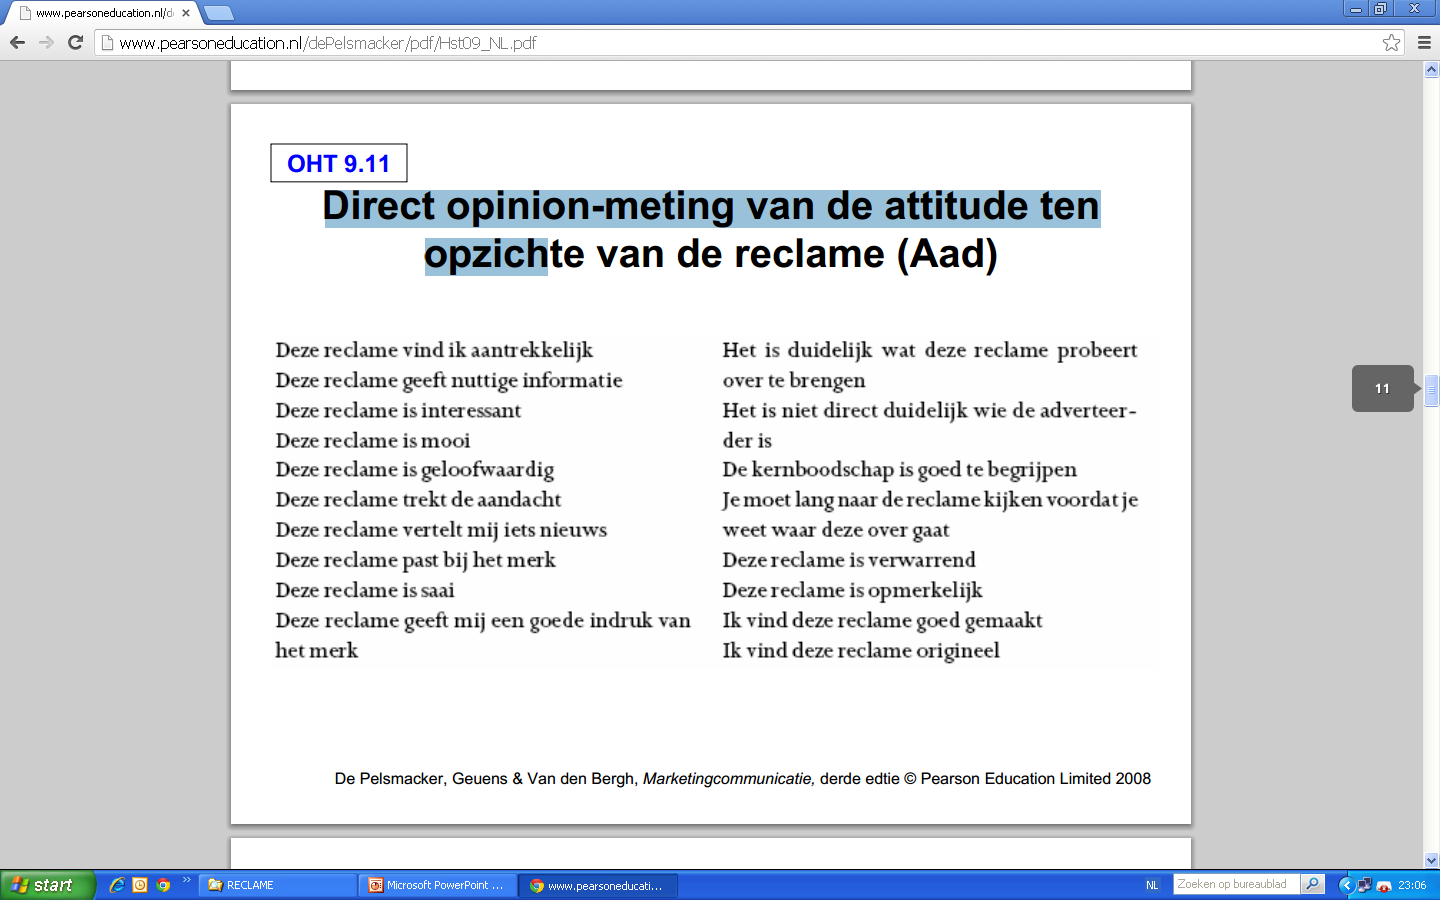 www.pearsoneducation.nl/d
www.pearsoneducation.nl/dePelsmacker/pdf/Hst09_NL.pdf
OHT 9.11
Direct opinion-meting van de attitude ten
opzichte van de reclame (Aad)
Deze reclame vind ik aantrekkelijk
Deze reclame geeft nuttige informatie
Deze reclame is interessant
Deze reclame is mooi
Deze reclame is geloofwaardig
Deze reclame trekt de aandacht
Deze reclame vertelt mij iets nieuws
Deze reclame past bij het merk
Deze reclame is saai
Deze reclame geeft mij een goede indruk van
het merk
Het is duidelijk wat deze reclame probeert
over te brengen
Het is niet direct duidelijk wie de adverteer-
der is
De kernboodschap is goed te begrijpen
Je moet lang naar de reclame kijken voordat je
weet waar deze over gaat
Deze reclame is verwarrend
Deze reclame is opmerkelijk
Ik vind deze reclame goed gemaakt
Ik vind deze reclame origineel
11
De Pelsmacker, Geuens & Van den Bergh, Marketingcommunicatie, derde edtie © Pearson Education Limited 2008
start
RECLAME
Microsoft PowerPoint ...
www.pearsoneducati...
NL
Zoeken op bureaublad
23:06